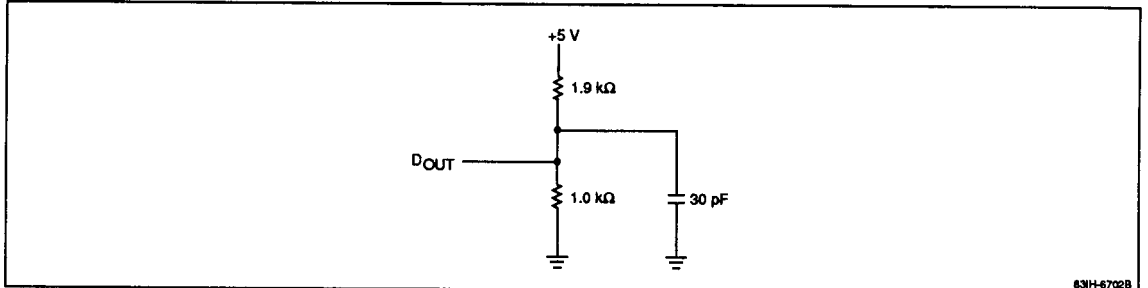 +5 V
1.9 kΩ
DOUT
1.0 kΩ
30 pF
83IH-6702B